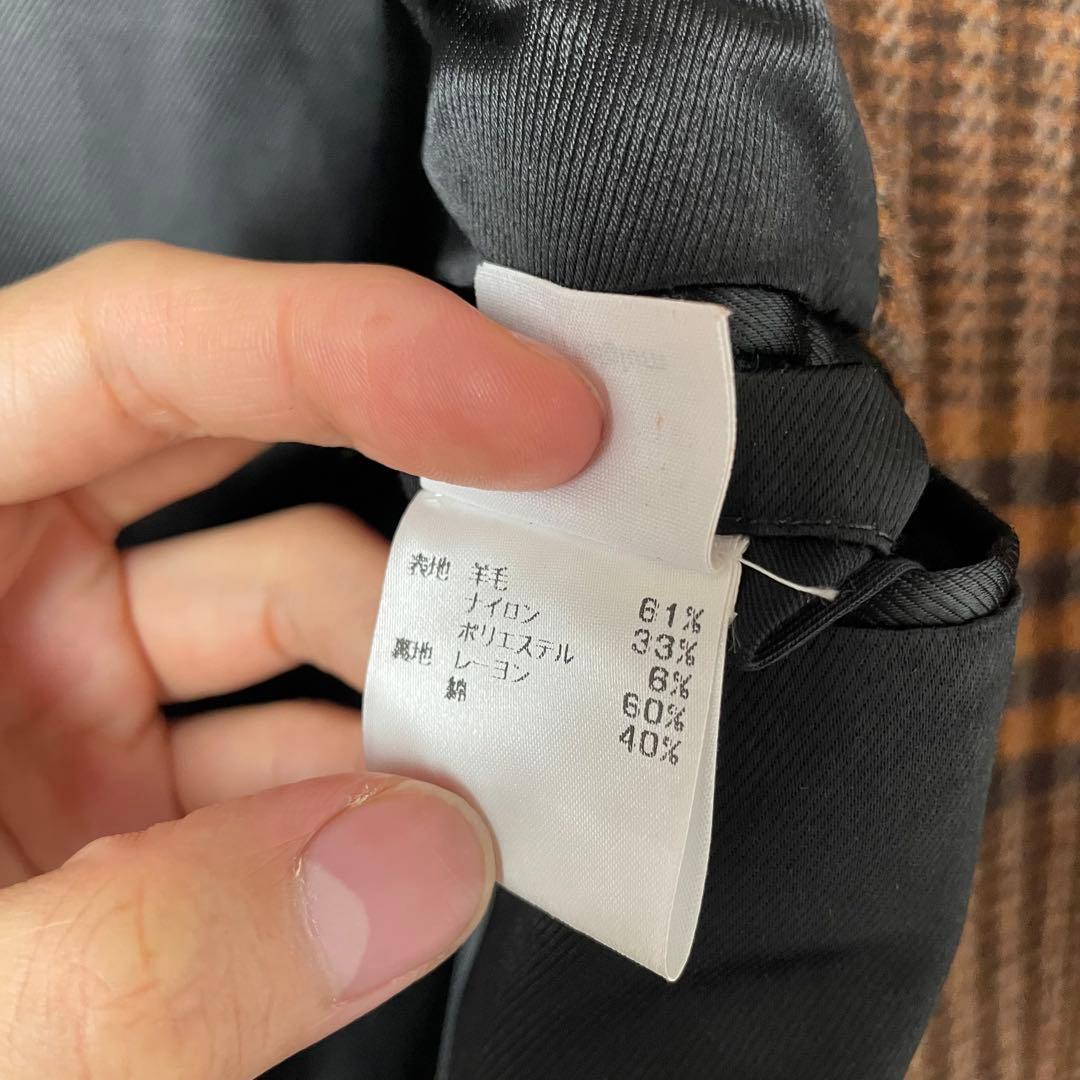 表地 羊毛 61%
ナイロン 33%
ポリエステル 6%
裏地 レーヨン 60%
綿 40%